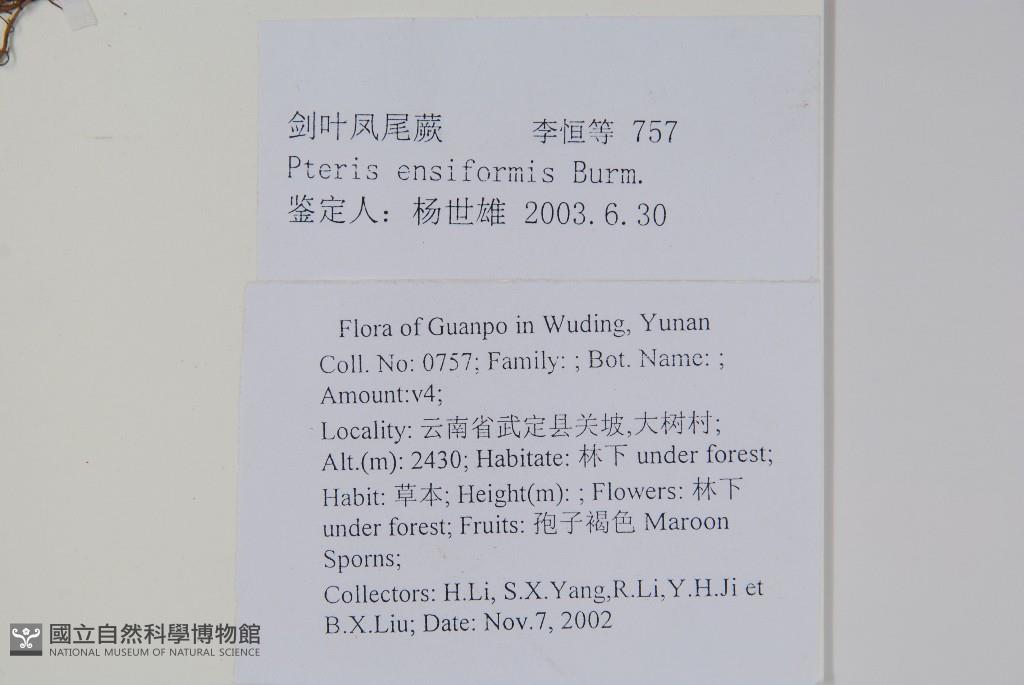 剑叶凤尾蕨 李恒等 757
Pteris ensiformis Burm.
鉴定人: 杨世雄 2003.6.30
Flora of Guanpo in Wuding, Yunan
Coll. No: 0757; Family: ; Bot. Name: ;
Amount:v4;
Locality: 云南省武定县关坡,大树村;
Alt.(m): 2430; Habitate: 林下 under forest;
Habit: 草本; Height(m): ; Flowers: 林下
under forest; Fruits: 孢子褐色 Maroon
Sporns;
Collectors: H.Li, S.X.Yang,R.Li,Y.H.Ji et
B.X.Liu; Date: Nov.7, 2002
國立自然科學博物館
NATIONAL MUSEUM OF NATURAL SCIENCE